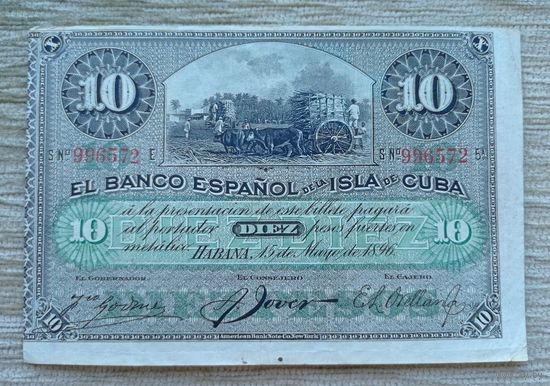 X X
10 10
S Nº 996572 E S Nº 996572 5ª
EL BANCO ESPAÑOL DE LA ISLA DE CUBA
10 á la presentacion de este billete pagará 10
al portador DIEZ pesos fuertes en
metálico
HABANA, 15 de Mayo de 1896.
EL GOBERNADOR EL CONSEJERO EL CAJERO
10 10
American Bank Note Co. New York